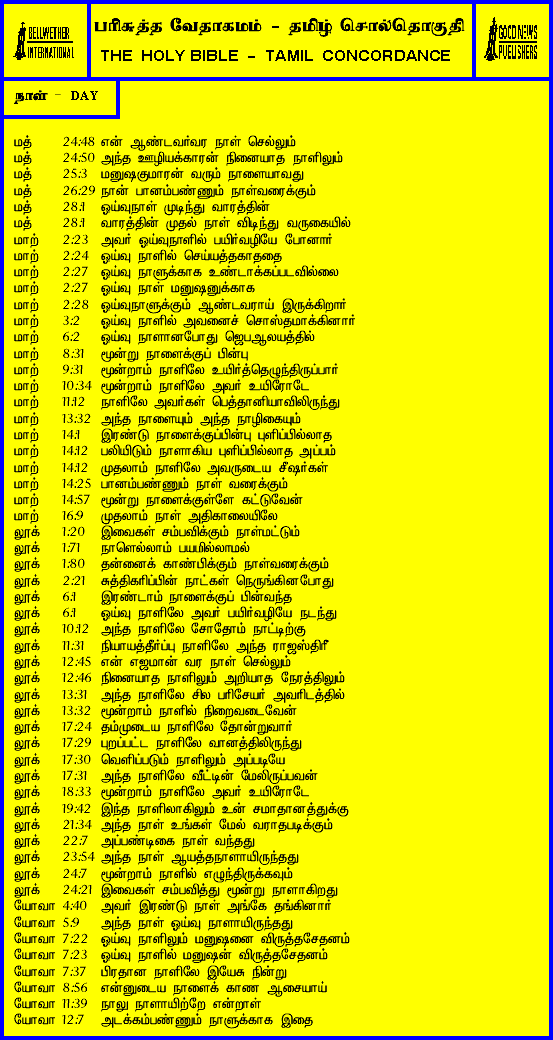 BELLWETHER
INTERNATIONAL
பரிசுத்த வேதாகமம் - தமிழ் சொல்தொகுதி
THE HOLY BIBLE - TAMIL CONCORDANCE
GOOD NEWS
PUBLISHERS
நாள் - DAY
மத் 24:48 என் ஆண்டவர்வர நாள் செல்லும்
மத் 24:50 அந்த ஊழியக்காரன் நினையாத நாளிலும்
மத் 25:3 மனுஷகுமாரன் வரும் நாளையாவது
மத் 26:29 நான் பானம்பண்ணும் நாள்வரைக்கும்
மத் 28:1 ஓய்வுநாள் முடிந்து வாரத்தின்
மத் 28:1 வாரத்தின் முதல் நாள் விடிந்து வருகையில்
மாற் 2:23 அவர் ஓய்வுநாளில் பயிர்வழியே போனார்
மாற் 2:24 ஓய்வு நாளில் செய்யத்தகாததை
மாற் 2:27 ஓய்வு நாளுக்காக உண்டாக்கப்படவில்லை
மாற் 2:27 ஓய்வு நாள் மனுஷனுக்காக
மாற் 2:28 ஓய்வுநாளுக்கும் ஆண்டவராய் இருக்கிறார்
மாற் 3:2 ஓய்வு நாளில் அவனைச் சொஸ்தமாக்கினார்
மாற் 6:2 ஓய்வு நாளானபோது ஜெபஆலயத்தில்
மாற் 8:31 மூன்று நாளைக்குப் பின்பு
மாற் 9:31 மூன்றாம் நாளிலே உயிர்த்தெழுந்திருப்பார்
மாற் 10:34 மூன்றாம் நாளிலே அவர் உயிரோடே
மாற் 11:12 நாளிலே அவர்கள் பெத்தானியாவிலிருந்து
மாற் 13:32 அந்த நாளையும் அந்த நாழிகையும்
மாற் 14:1 இரண்டு நாளைக்குப்பின்பு புளிப்பில்லாத
மாற் 14:12 பலியிடும் நாளாகிய புளிப்பில்லாத அப்பம்
மாற் 14:12 முதலாம் நாளிலே அவருடைய சீஷர்கள்
மாற் 14:25 பானம்பண்ணும் நாள் வரைக்கும்
மாற் 14:57 மூன்று நாளைக்குள்ளே கட்டுவேன்
மாற் 16:9 முதலாம் நாள் அதிகாலையிலே
லூக் 1:20 இவைகள் சம்பவிக்கும் நாள்மட்டும்
லூக் 1:71 நாளெல்லாம் பயமில்லாமல்
லூக் 1:80 தன்னைக் காண்பிக்கும் நாள்வரைக்கும்
லூக் 2:21 சுத்திகரிப்பின் நாட்கள் நெருங்கினபோது
லூக் 6:1 இரண்டாம் நாளைக்குப் பின்வந்த
லூக் 6:1 ஓய்வு நாளிலே அவர் பயிர்வழியே நடந்து
லூக் 10:12 அந்த நாளிலே சோதோம் நாட்டிற்கு
லூக் 11:31 நியாயத்தீர்ப்பு நாளிலே அந்த ராஜஸ்திரீ
லூக் 12:45 என் எஜமான் வர நாள் செல்லும்
லூக் 12:46 நினையாத நாளிலும் அறியாத நேரத்திலும்
லூக் 13:31 அந்த நாளிலே சில பரிசேயர் அவரிடத்தில்
லூக் 13:32 மூன்றாம் நாளில் நிறைவடைவேன்
லூக் 17:24 தம்முடைய நாளிலே தோன்றுவார்
லூக் 17:29 புறப்பட்ட நாளிலே வானத்திலிருந்து
லூக் 17:30 வெளிப்படும் நாளிலும் அப்படியே
லூக் 17:31 அந்த நாளிலே வீட்டின் மேலிருப்பவன்
லூக் 18:33 மூன்றாம் நாளிலே அவர் உயிரோடே
லூக் 19:42 இந்த நாளிலாகிலும் உன் சமாதானத்துக்கு
லூக் 21:34 அந்த நாள் உங்கள் மேல் வராதபடிக்கும்
லூக் 22:7 அப்பண்டிகை நாள் வந்தது
லூக் 23:54 அந்த நாள் ஆயத்தநாளாயிருந்தது
லூக் 24:7 மூன்றாம் நாளில் எழுந்திருக்கவும்
லூக் 24:21 இவைகள் சம்பவித்து மூன்று நாளாகிறது
யோவா 4:40 அவர் இரண்டு நாள் அங்கே தங்கினார்
யோவா 5:9 அந்த நாள் ஓய்வு நாளாயிருந்தது
யோவா 7:22 ஓய்வு நாளிலும் மனுஷனை விருத்தசேதனம்
யோவா 7:23 ஓய்வு நாளில் மனுஷன் விருத்தசேதனம்
யோவா 7:37 பிரதான நாளிலே இயேசு நின்று
யோவா 8:56 என்னுடைய நாளைக் காண ஆசையாய்
யோவா 11:39 நாலு நாளாயிற்றே என்றாள்
யோவா 12:7 அடக்கம்பண்ணும் நாளுக்காக இதை